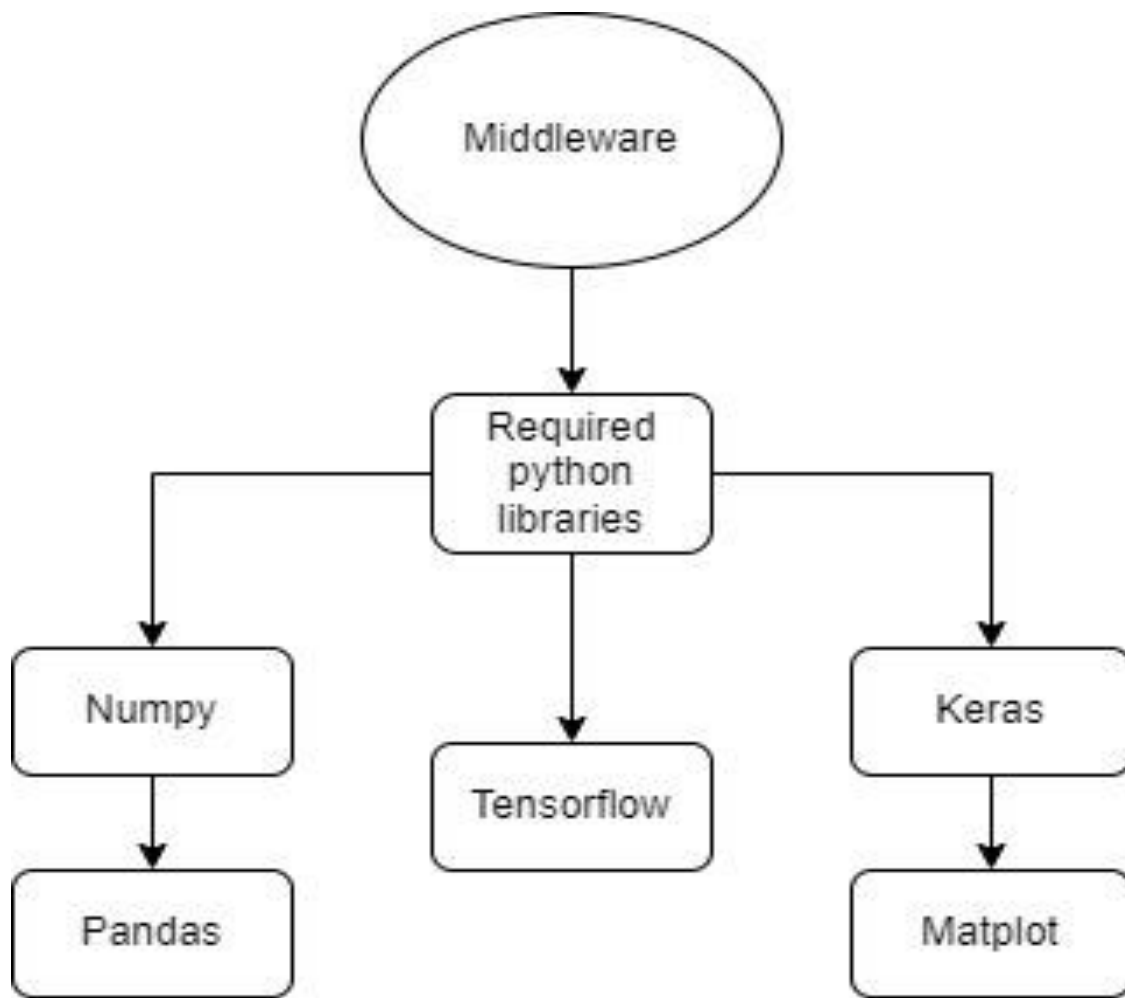 Middleware
Required
python
libraries
Numpy
Keras
Tensorflow
Pandas
Matplot